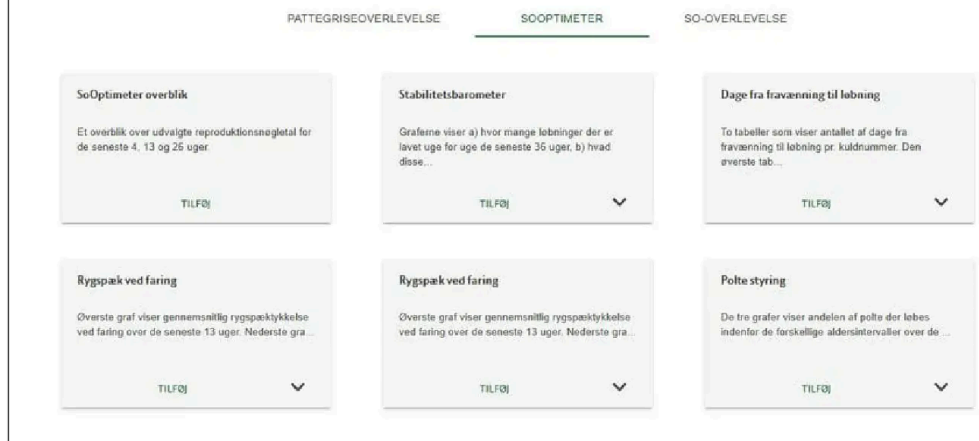 PATTEGRISEOVERLEVELSE
SOOPTIMETER
SO-OVERLEVELSE
SoOptimeter overblik
Et overblik over udvalgte reproduktionsnøgletal for
de seneste 4, 13 og 26 uger.
TILFØJ
Stabilitetsbarometer
Graferne viser a) hvor mange løbninger der er
lavet uge for uge de seneste 36 uger, b) hvad
disse...
TILFØJ
Dage fra fravænning til løbning
To tabeller som viser antallet af dage fra
fravænning til løbning pr. kuldnummer. Den
øverste tab...
TILFØJ
Rygspæk ved faring
Øverste graf viser gennemsnitlig rygspæktykkelse
ved faring over de seneste 13 uger. Nederste gra...
TILFØJ
Rygspæk ved faring
Øverste graf viser gennemsnitlig rygspæktykkelse
ved faring over de seneste 13 uger. Nederste gra...
TILFØJ
Polte styring
De tre grafer viser andelen af polte der løbes
indenfor de forskellige aldersintervaller over de ...
TILFØJ